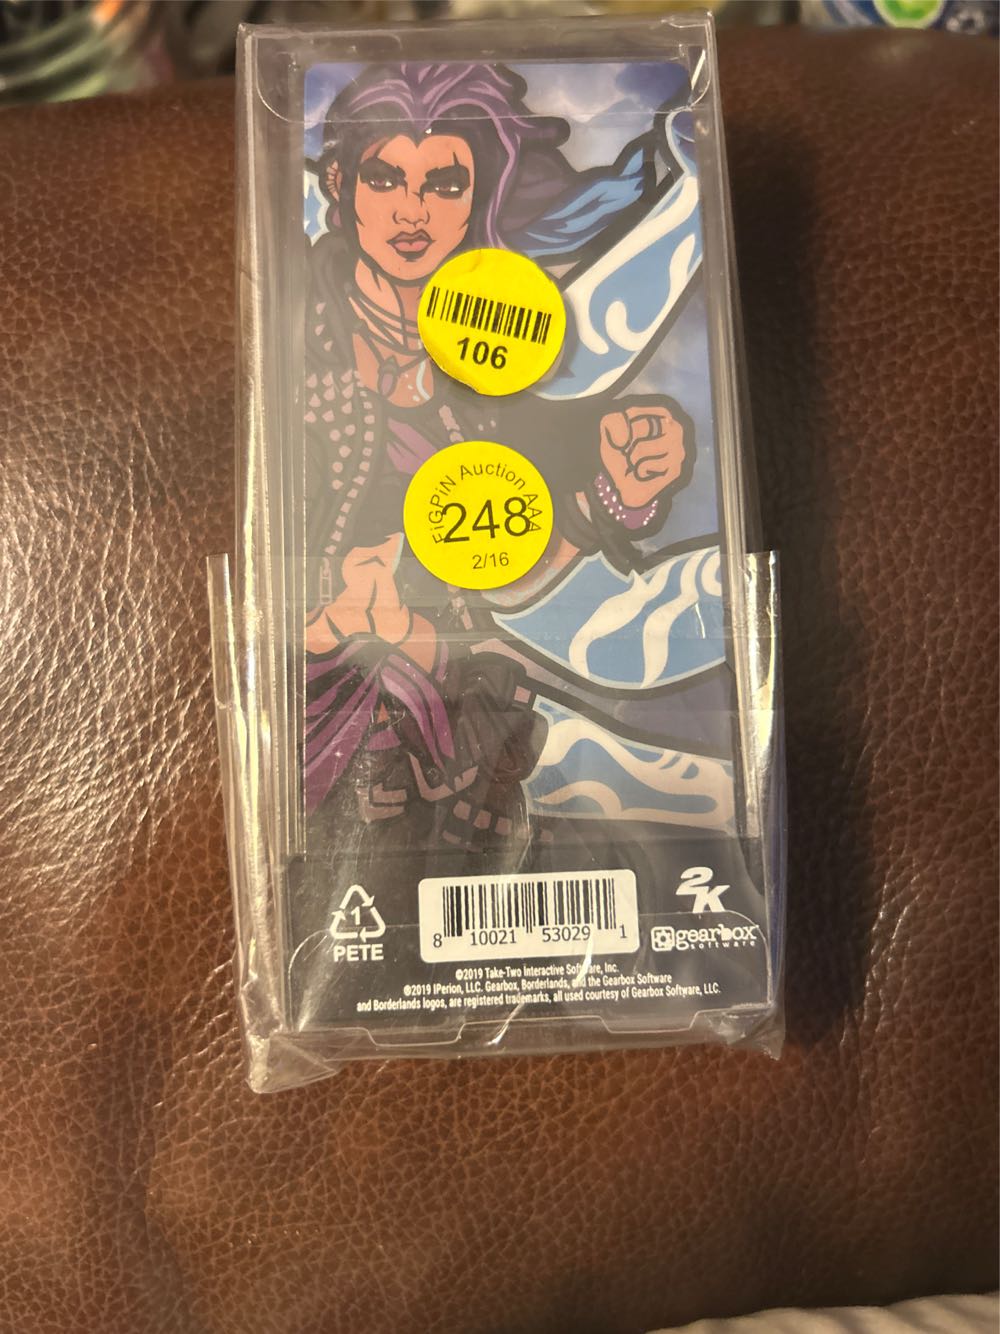 106
FiGPiN Auction AAA
248
2/16
1
PETE
8 10021 53029 1
2K
gearbox
software
©2019 Take-Two Interactive Software, Inc.
©2019 IPerion, LLC. Gearbox, Borderlands, and the Gearbox Software
and Borderlands logos, are registered trademarks, all used courtesy of Gearbox Software, LLC.